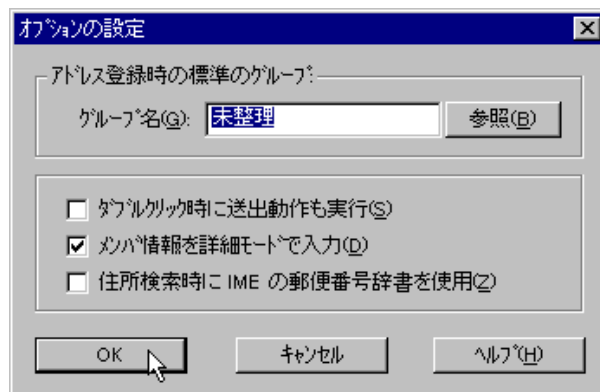 ｵﾌﾟｼｮﾝの設定
ｱﾄﾞﾚｽ登録時の標準のｸﾞﾙｰﾌﾟ:
ｸﾞﾙｰﾌﾟ名(G): 未整理 参照(B)
ﾀﾞﾌﾞﾙｸﾘｯｸ時に送出動作も実行(S)
ﾒﾝﾊﾞ情報を詳細ﾓｰﾄﾞで入力(D)
住所検索時に IME の郵便番号辞書を使用(Z)
OK ｷｬﾝｾﾙ ﾍﾙﾌﾟ(H)